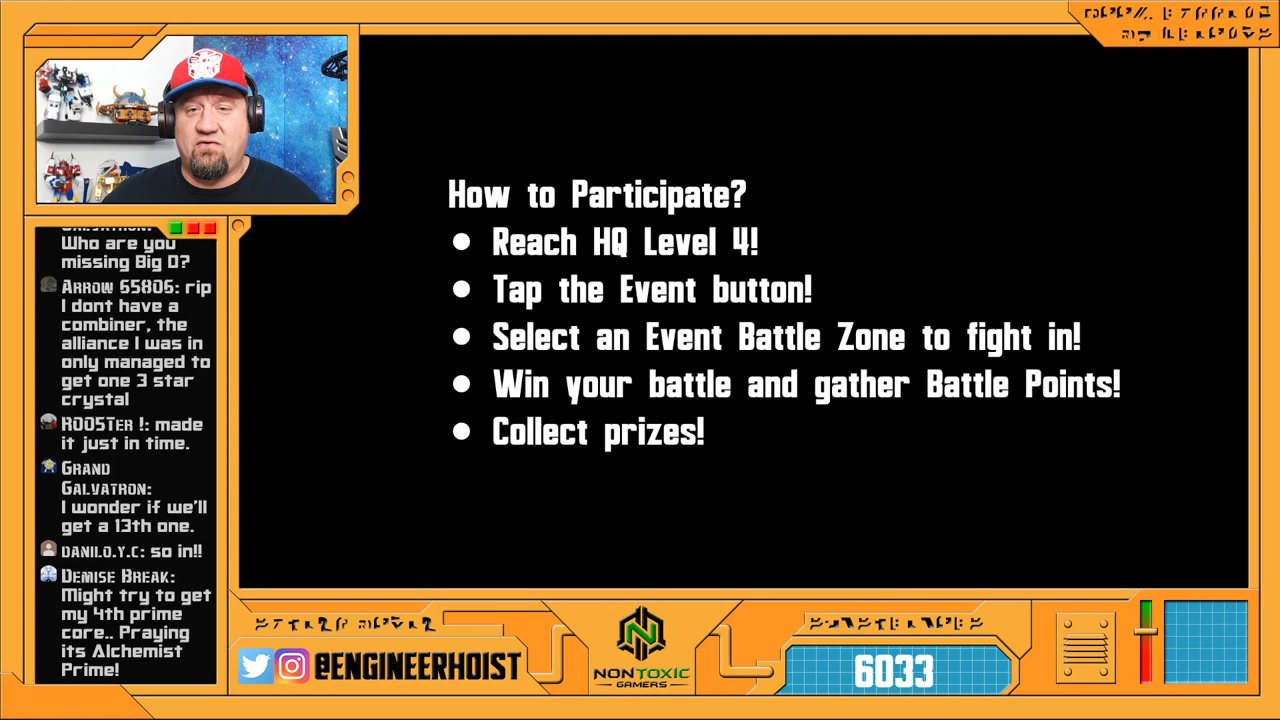 How to Participate?
● Reach HQ Level 4!
● Tap the Event button!
● Select an Event Battle Zone to fight in!
● Win your battle and gather Battle Points!
● Collect prizes!
Galvatron:
Who are you
missing Big D?
Arrow 65806: rip
I dont have a
combiner, the
alliance I was in
only managed to
get one 3 star
crystal
ROOSTer !: made
it just in time.
Grand
Galvatron:
I wonder if we'll
get a 13th one.
DANILO.Y.C: so in!!
Demise Break:
Might try to get
my 4th prime
core.. Praying
its Alchemist
Prime!
@ENGINEERHOIST
NONTOXIC
GAMERS
6033